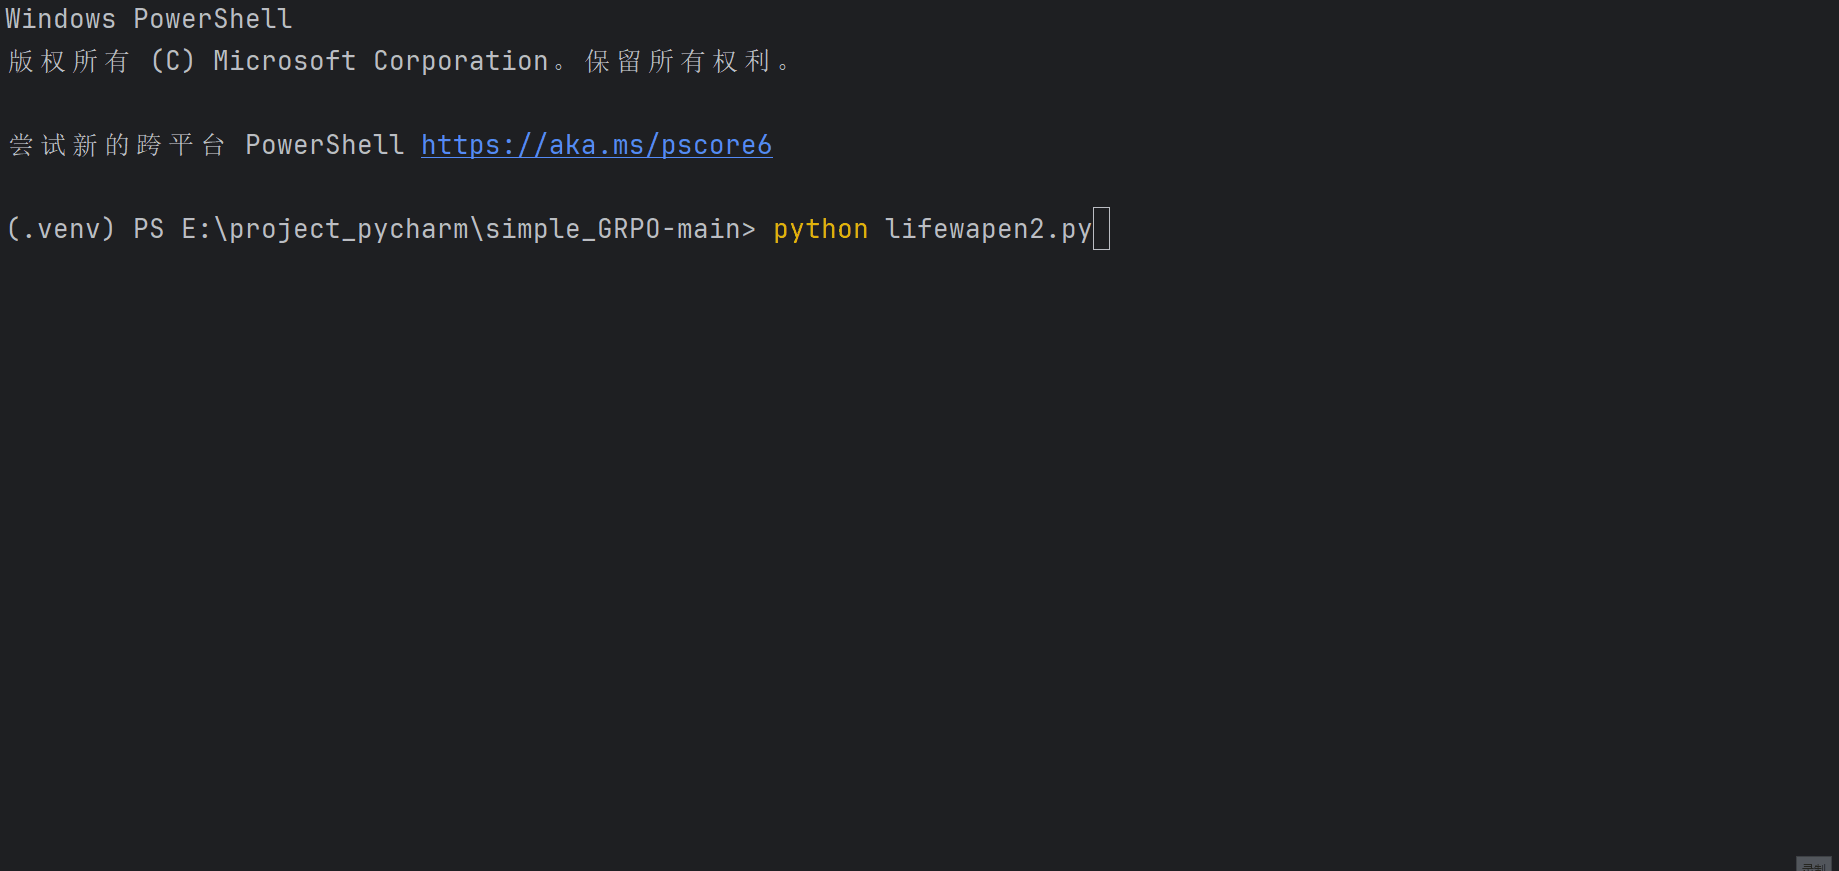 Windows PowerShell
版权所有 (C) Microsoft Corporation。保留所有权利。
尝试新的跨平台 PowerShell https://aka.ms/pscore6
(.venv) PS E:\project_pycharm\simple_GRPO-main> python lifewapen2.py